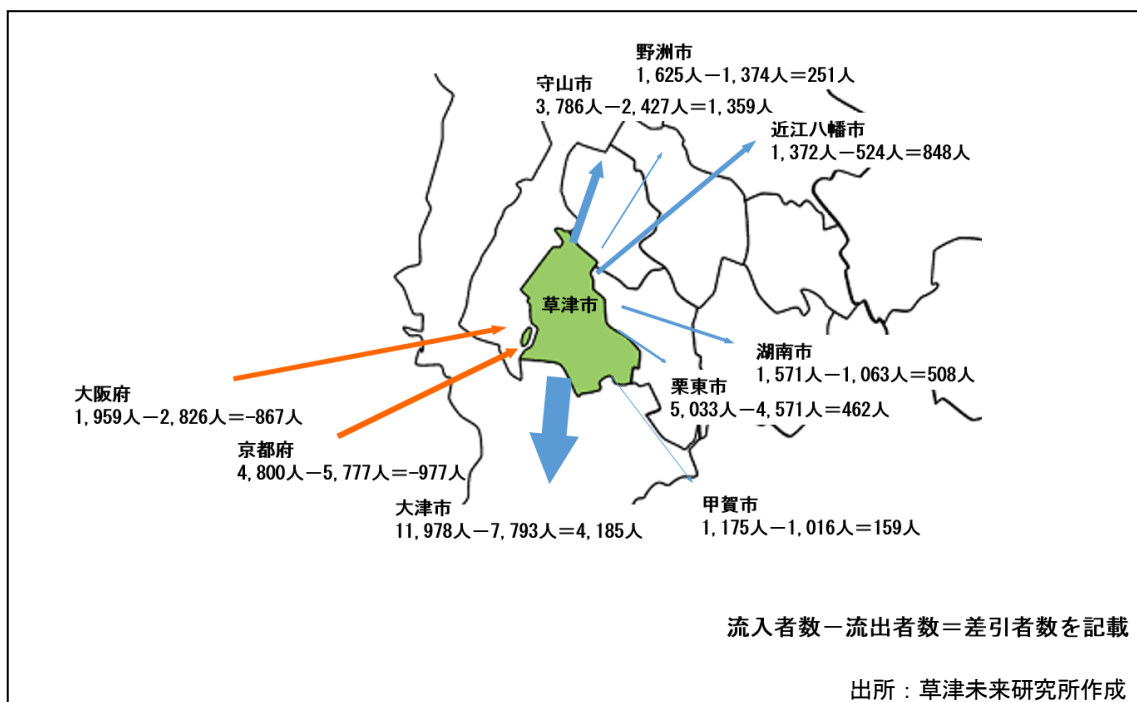 野洲市
1,625人－1,374人＝251人
守山市
3,786人－2,427人＝1,359人
近江八幡市
1,372人－524人＝848人
草津市
湖南市
1,571人－1,063人＝508人
栗東市
5,033人－4,571人＝462人
大阪府
1,959人－2,826人＝-867人
京都府
4,800人－5,777人＝-977人
大津市
11,978人－7,793人＝4,185人
甲賀市
1,175人－1,016人＝159人
流入者数－流出者数＝差引者数を記載
出所：草津未来研究所作成